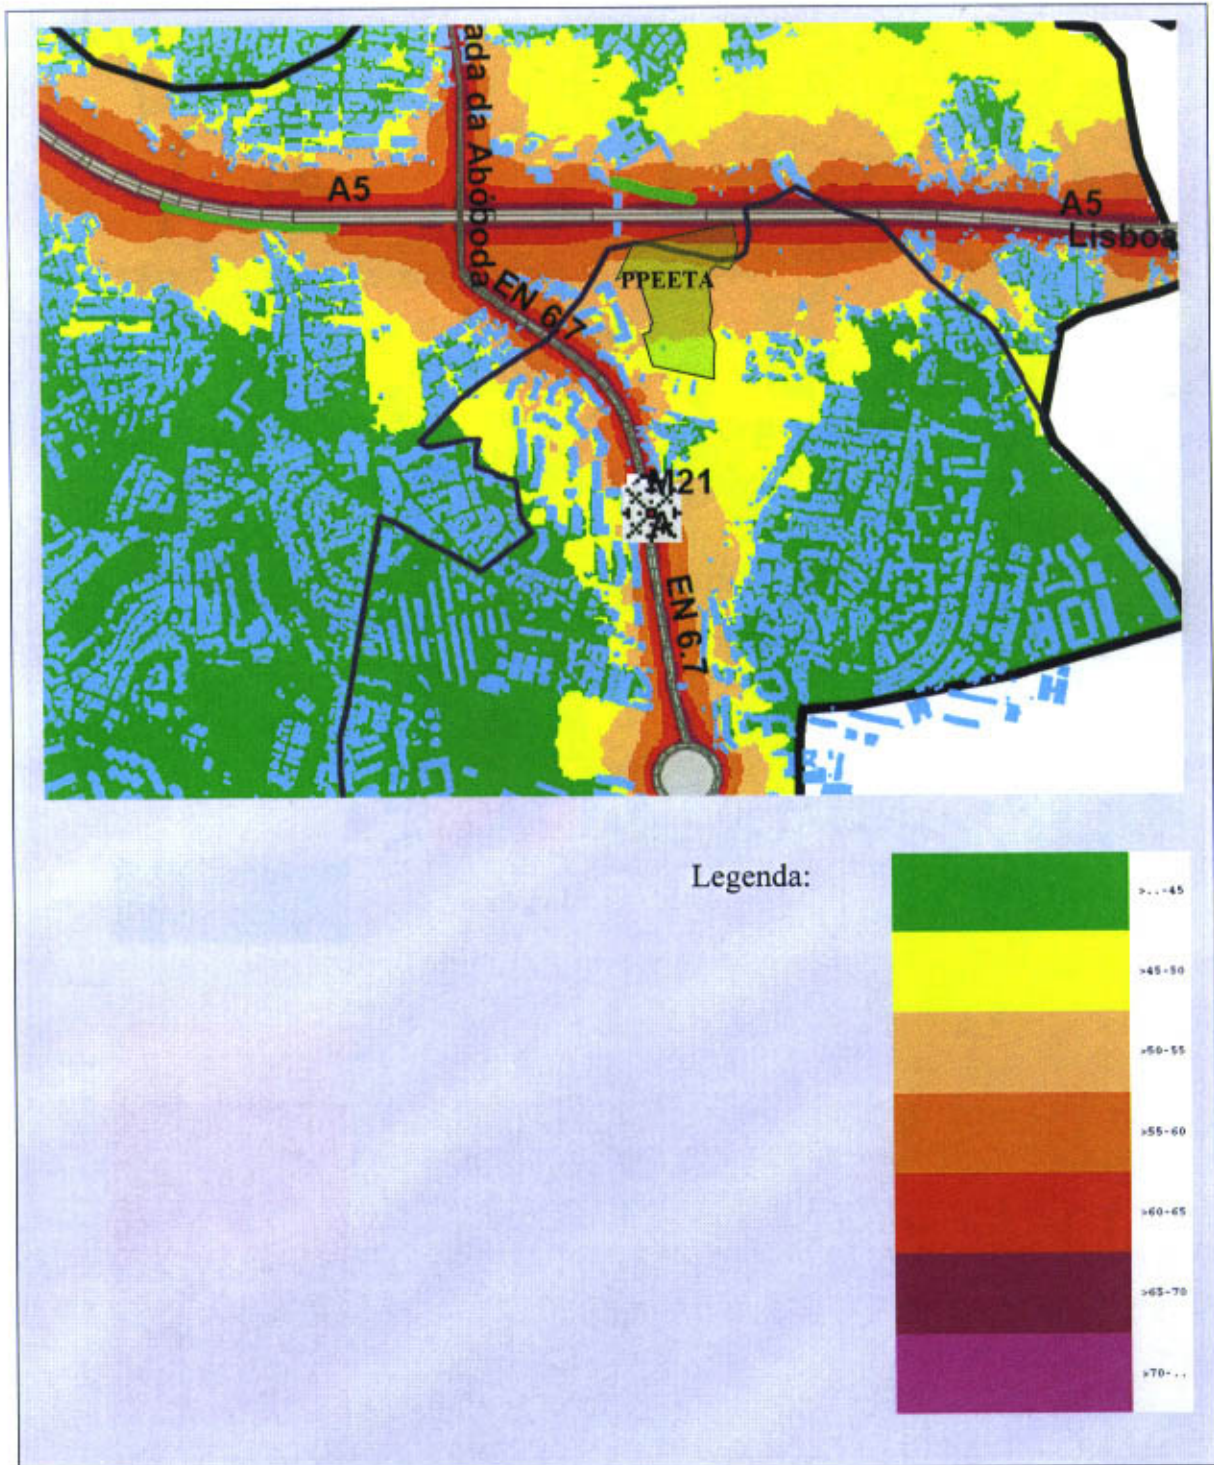 ada da Abóboda
A5
A5
Lisboa
EN 6.7
PPEETA
M21
A
EN 6.7
Legenda:
>..-45
>45-50
>50-55
>55-60
>60-65
>65-70
>70-..